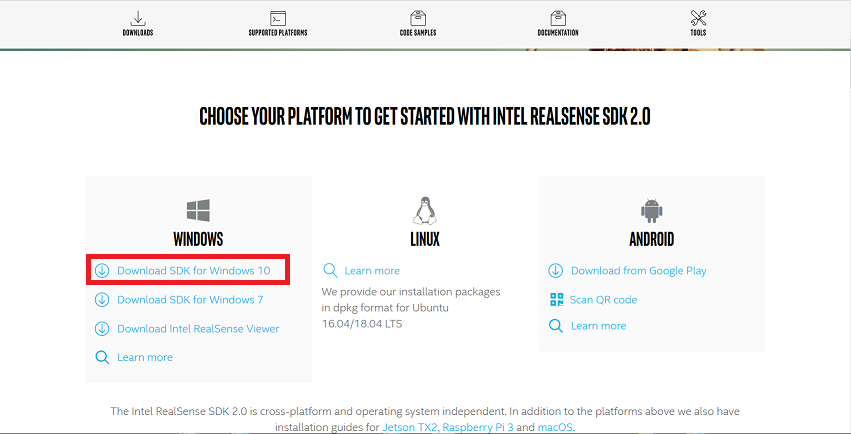 DOWNLOADS
SUPPORTED PLATFORMS
CODE SAMPLES
DOCUMENTATION
TOOLS
CHOOSE YOUR PLATFORM TO GET STARTED WITH INTEL REALSENSE SDK 2.0
WINDOWS
Download SDK for Windows 10
Download SDK for Windows 7
Download Intel RealSense Viewer
Learn more
LINUX
Learn more
We provide our installation packages
in dpkg format for Ubuntu
16.04/18.04 LTS
ANDROID
Download from Google Play
Scan QR code
Learn more
The Intel RealSense SDK 2.0 is cross-platform and operating system independent. In addition to the platforms above we also have
installation guides for Jetson TX2, Raspberry Pi 3 and macOS.